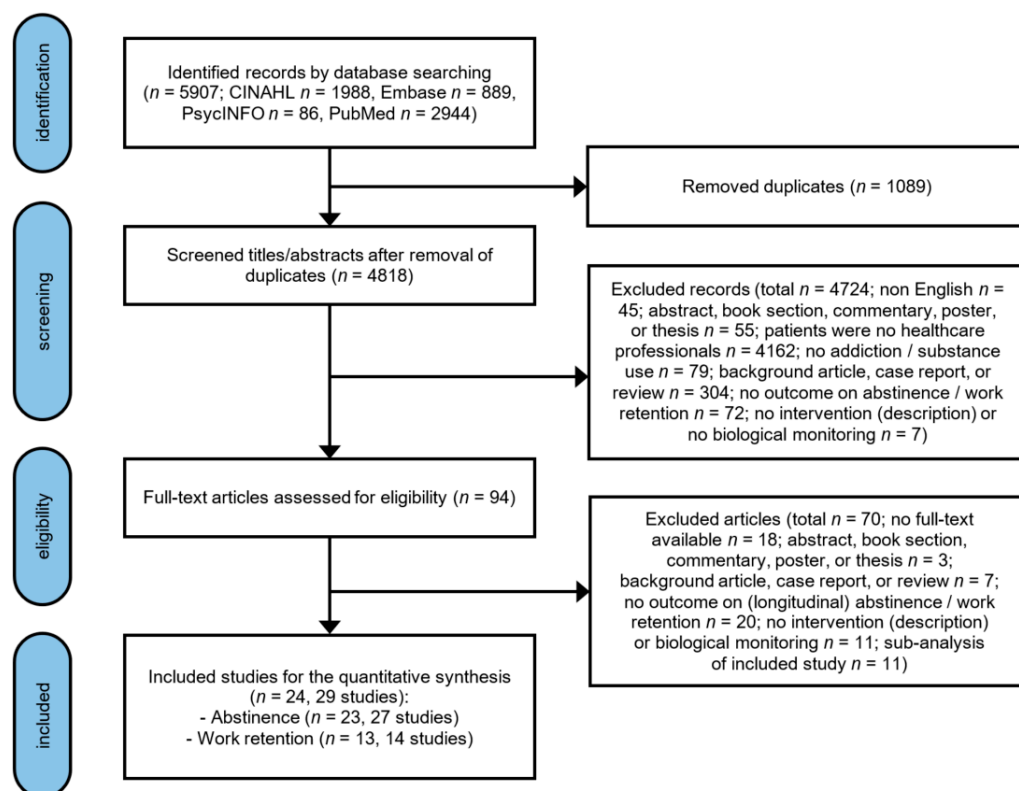 identification
Identified records by database searching
(n = 5907; CINAHL n = 1988, Embase n = 889,
PsycINFO n = 86, PubMed n = 2944)
Removed duplicates (n = 1089)
screening
Screened titles/abstracts after removal of
duplicates (n = 4818)
Excluded records (total n = 4724; non English n =
45; abstract, book section, commentary, poster,
or thesis n = 55; patients were no healthcare
professionals n = 4162; no addiction / substance
use n = 79; background article, case report, or
review n = 304; no outcome on abstinence / work
retention n = 72; no intervention (description) or
no biological monitoring n = 7)
eligibility
Full-text articles assessed for eligibility (n = 94)
Excluded articles (total n = 70; no full-text
available n = 18; abstract, book section,
commentary, poster, or thesis n = 3;
background article, case report, or review n = 7;
no outcome on (longitudinal) abstinence / work
retention n = 20; no intervention (description)
or biological monitoring n = 11; sub-analysis
of included study n = 11)
included
Included studies for the quantitative synthesis
(n = 24, 29 studies):
- Abstinence (n = 23, 27 studies)
- Work retention (n = 13, 14 studies)